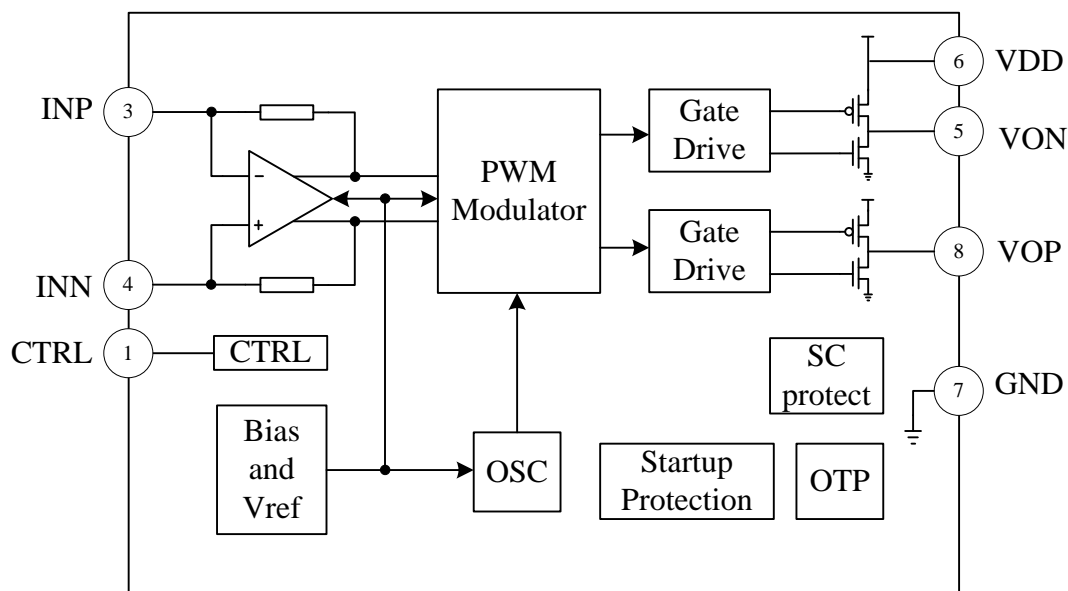 INP
3
INN
4
CTRL
1
−
+
CTRL
Bias
and
Vref
OSC
PWM
Modulator
Gate
Drive
Gate
Drive
SC
protect
Startup
Protection
OTP
6
VDD
5
VON
8
VOP
7
GND